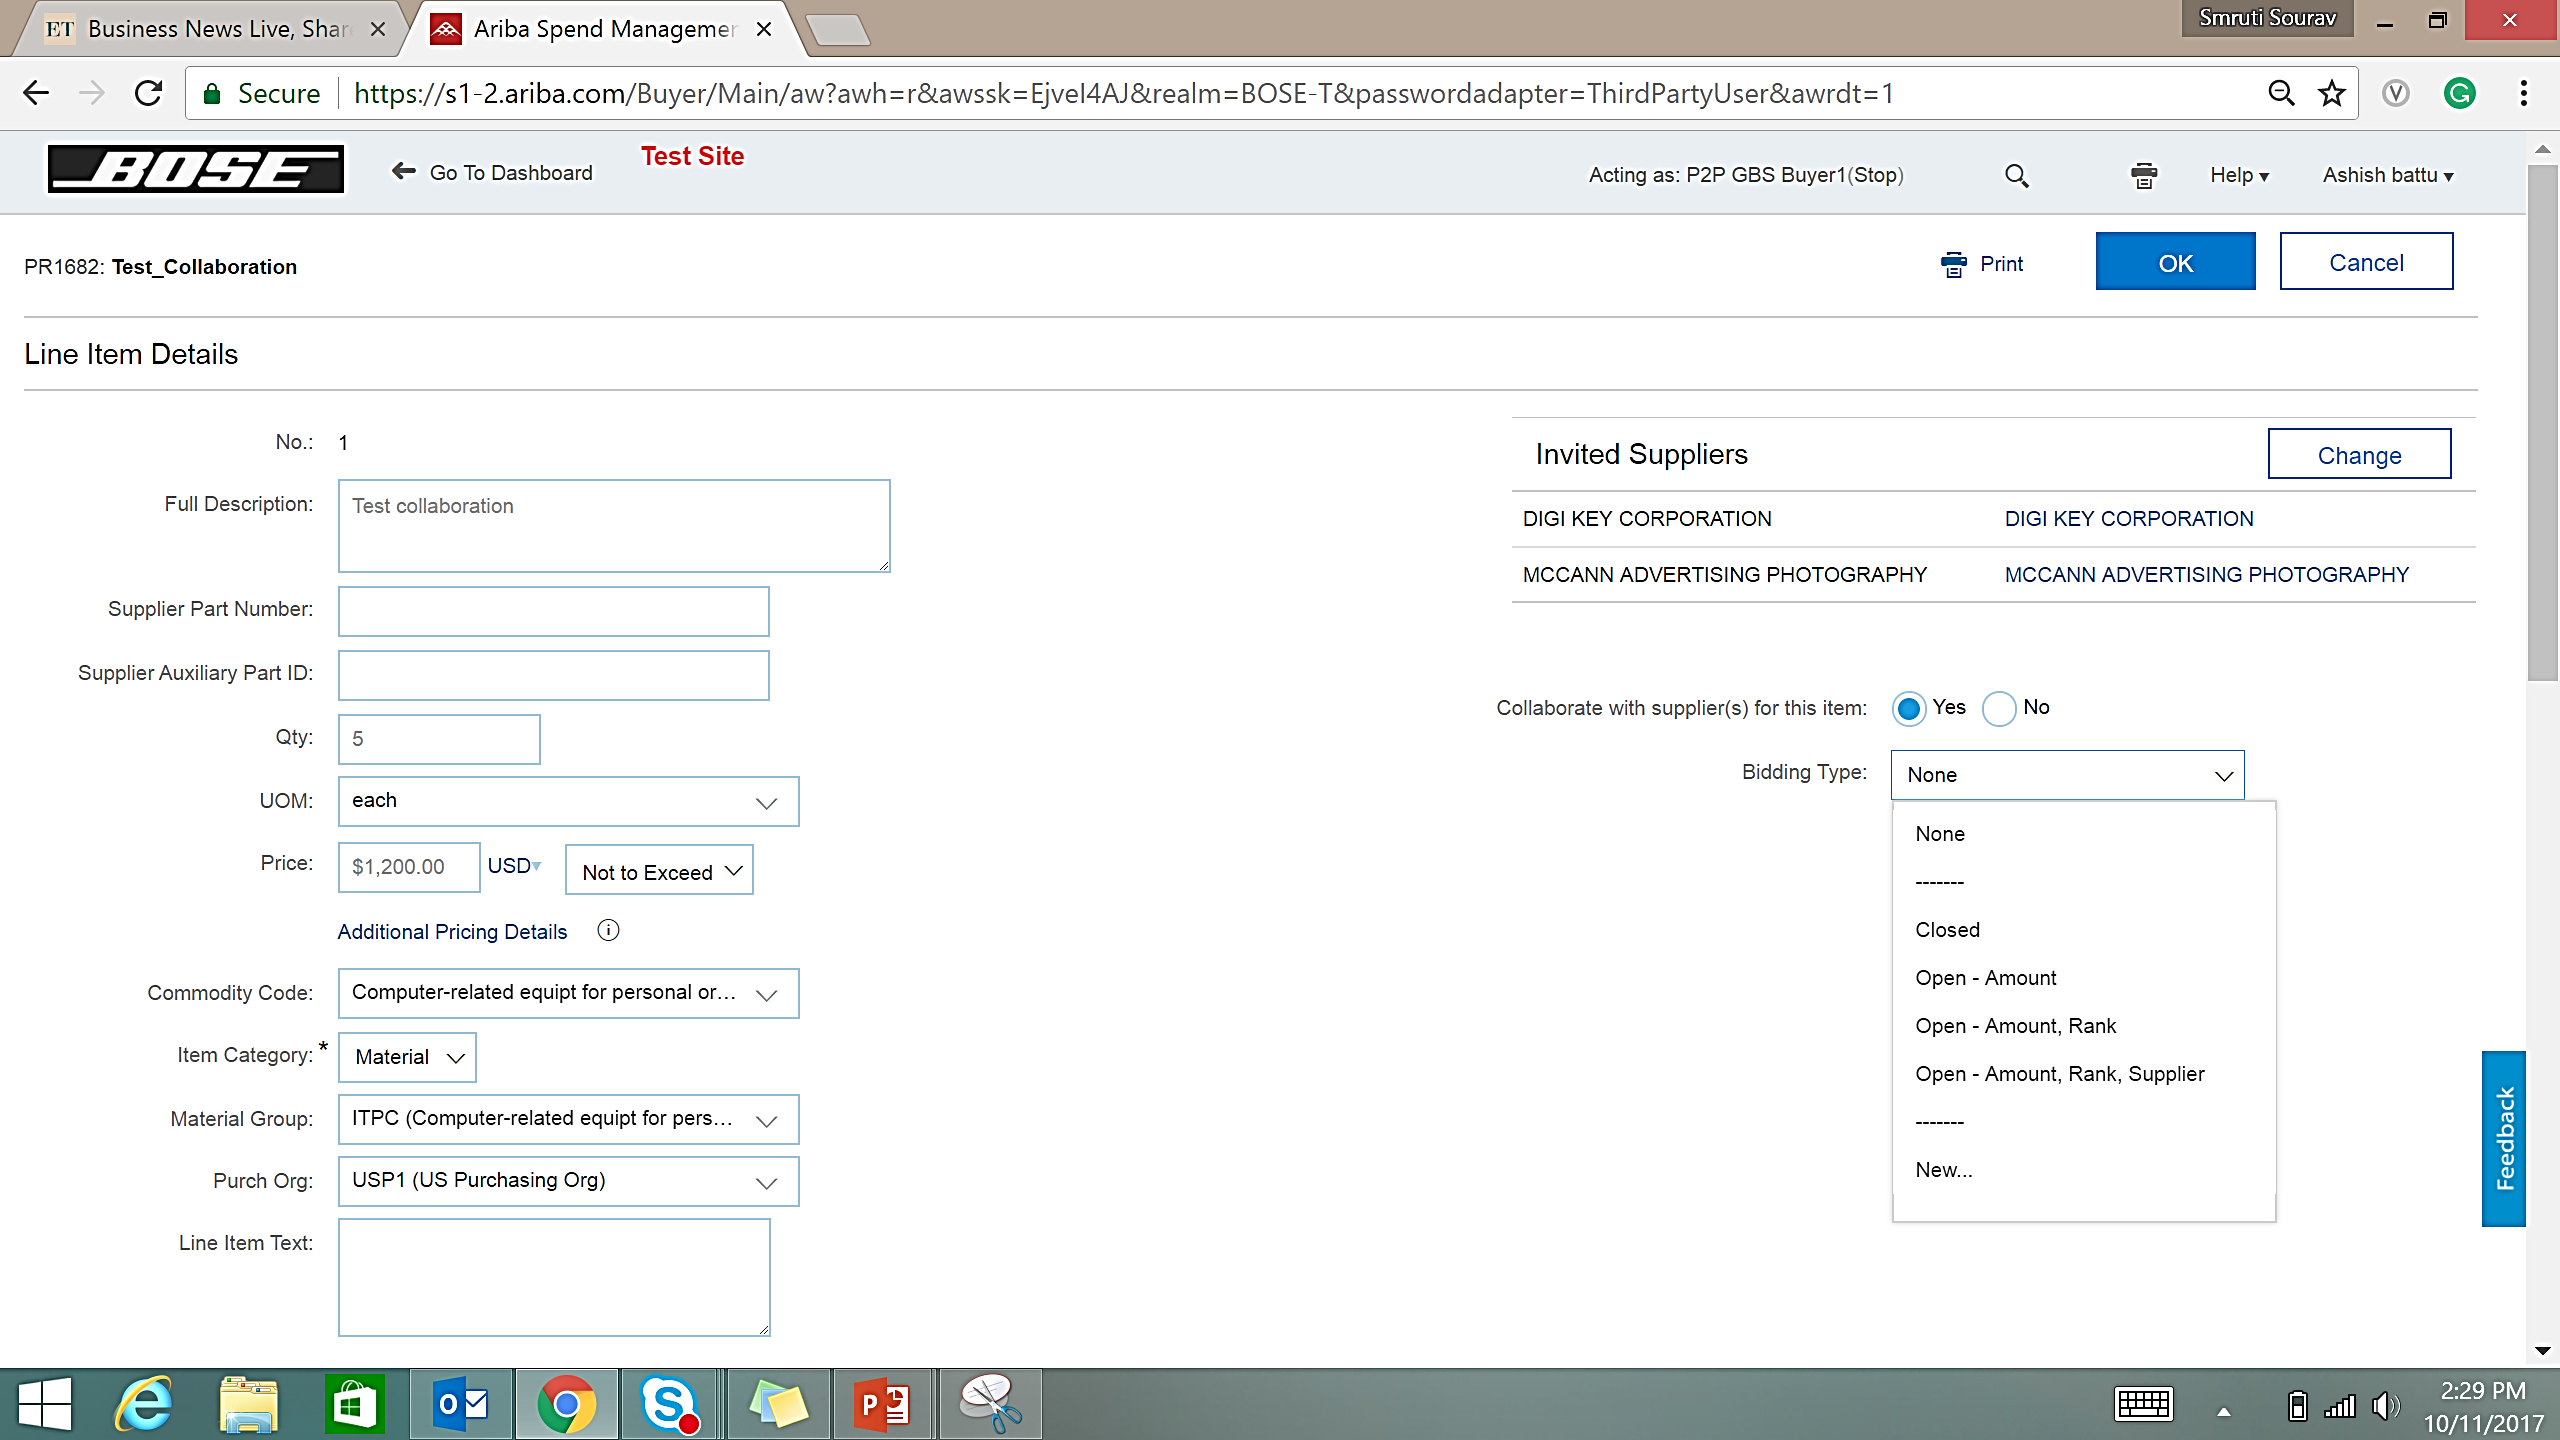 ET Business News Live, Shar
Ariba Spend Managemer
Smruti Sourav
Secure https://s1-2.ariba.com/Buyer/Main/aw?awh=r&awssk=EjveI4AJ&realm=BOSE-T&passwordadapter=ThirdPartyUser&awrdt=1
BOSE
Go To Dashboard
Test Site
Acting as: P2P GBS Buyer1(Stop)
Help
Ashish battu
PR1682: Test_Collaboration
Print
OK
Cancel
Line Item Details
No.: 1
Full Description: Test collaboration
Supplier Part Number:
Supplier Auxiliary Part ID:
Qty: 5
UOM: each
Price: $1,200.00 USD Not to Exceed
Additional Pricing Details
Commodity Code: Computer-related equipt for personal or...
Item Category: * Material
Material Group: ITPC (Computer-related equipt for pers...
Purch Org: USP1 (US Purchasing Org)
Line Item Text:
Invited Suppliers
Change
DIGI KEY CORPORATION DIGI KEY CORPORATION
MCCANN ADVERTISING PHOTOGRAPHY MCCANN ADVERTISING PHOTOGRAPHY
Collaborate with supplier(s) for this item: Yes No
Bidding Type: None
None
-------
Closed
Open - Amount
Open - Amount, Rank
Open - Amount, Rank, Supplier
-------
New...
Feedback
2:29 PM
10/11/2017